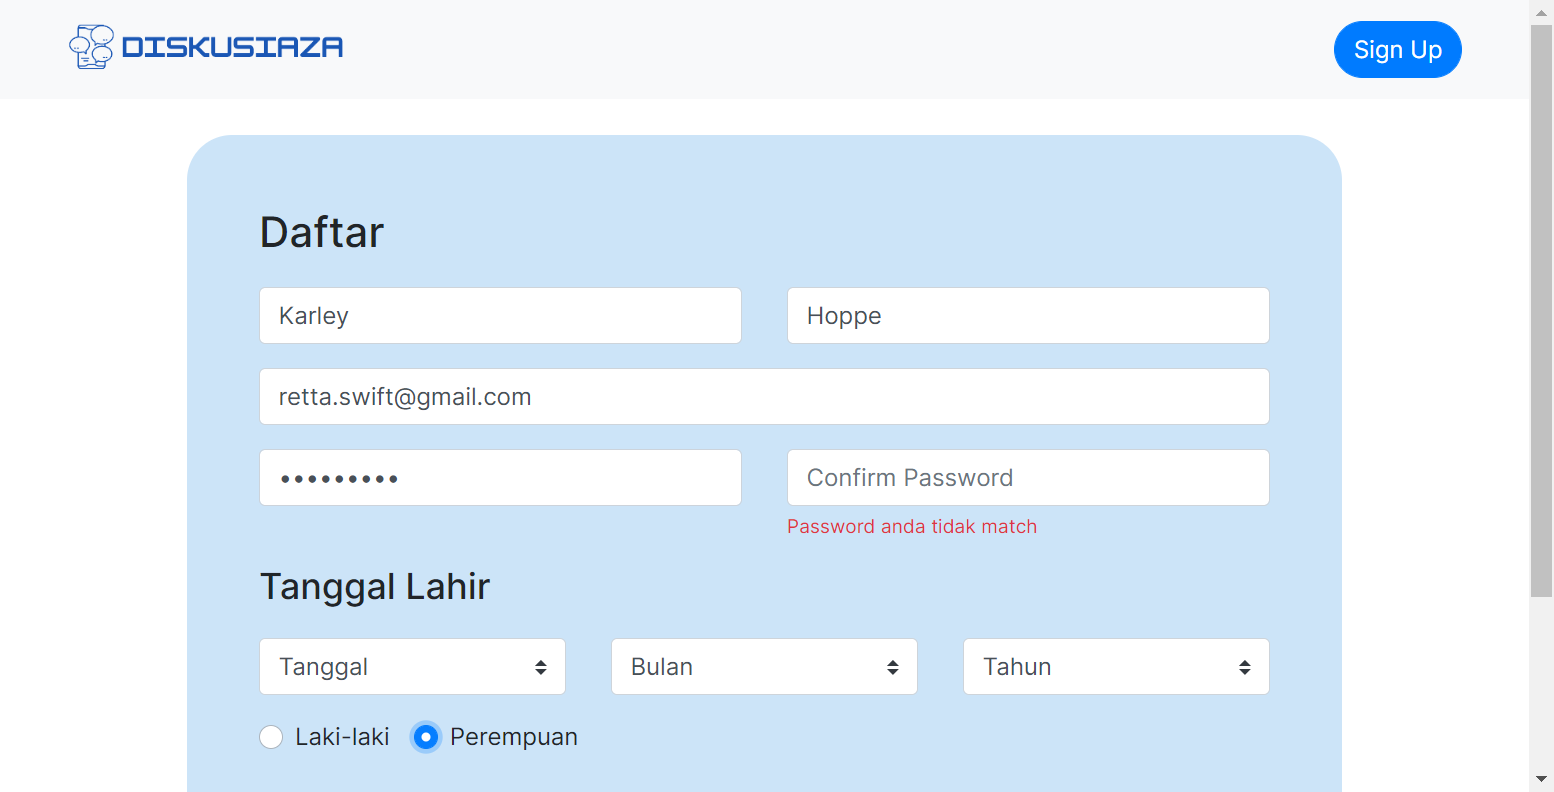 DISKUSIAZA
Sign Up
Daftar
Karley
Hoppe
retta.swift@gmail.com
•••••••••
Confirm Password
Password anda tidak match
Tanggal Lahir
Tanggal
Bulan
Tahun
Laki-laki
Perempuan